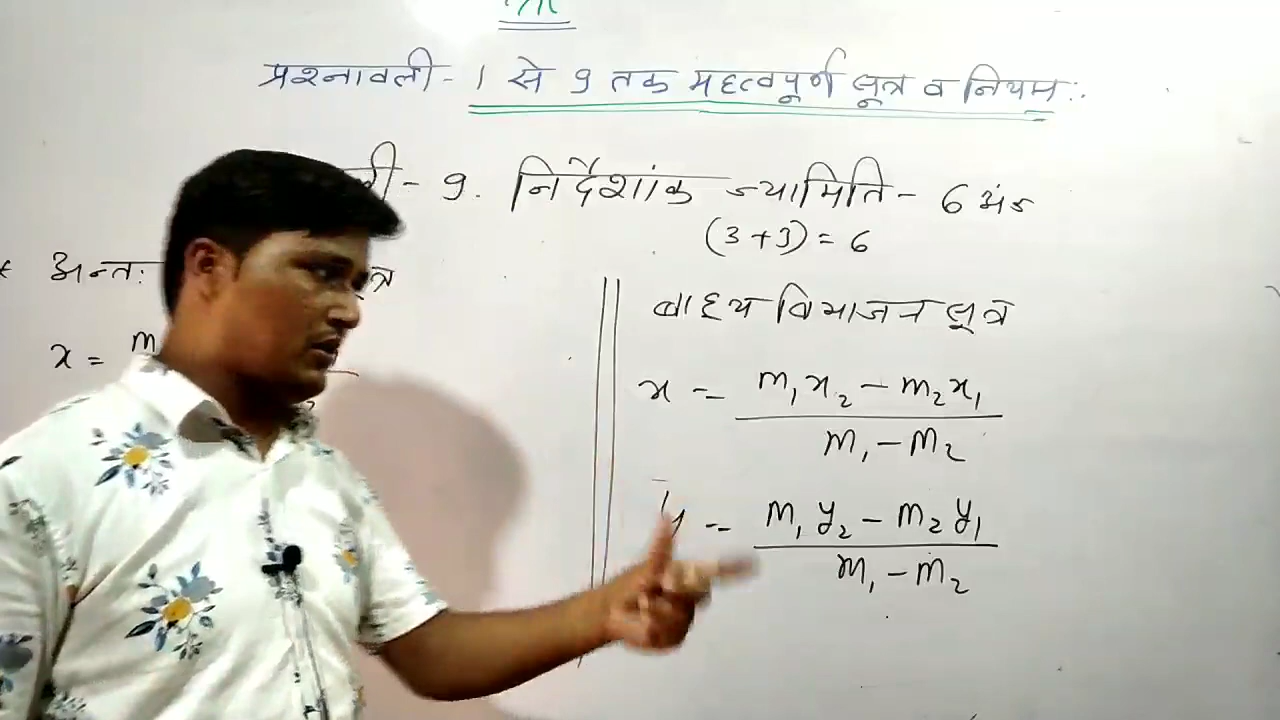 प्रश्नावली - 1 से 9 तक महत्वपूर्ण सूत्र व नियम :
- 9. निर्देशांक ज्यामिति - 6 अंक
(3 + 3) = 6
* अन्तः
x = m
बाह्य विभाजन सूत्र
x = m₁x₂ - m₂x₁
m₁ - m₂
y = m₁y₂ - m₂y₁
m₁ - m₂